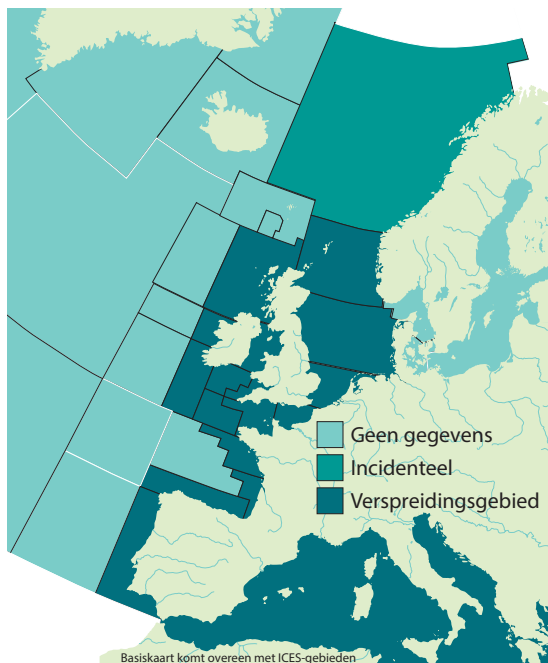 Geen gegevens
Incidenteel
Verspreidingsgebied
Basiskaart komt overeen met ICES-gebieden